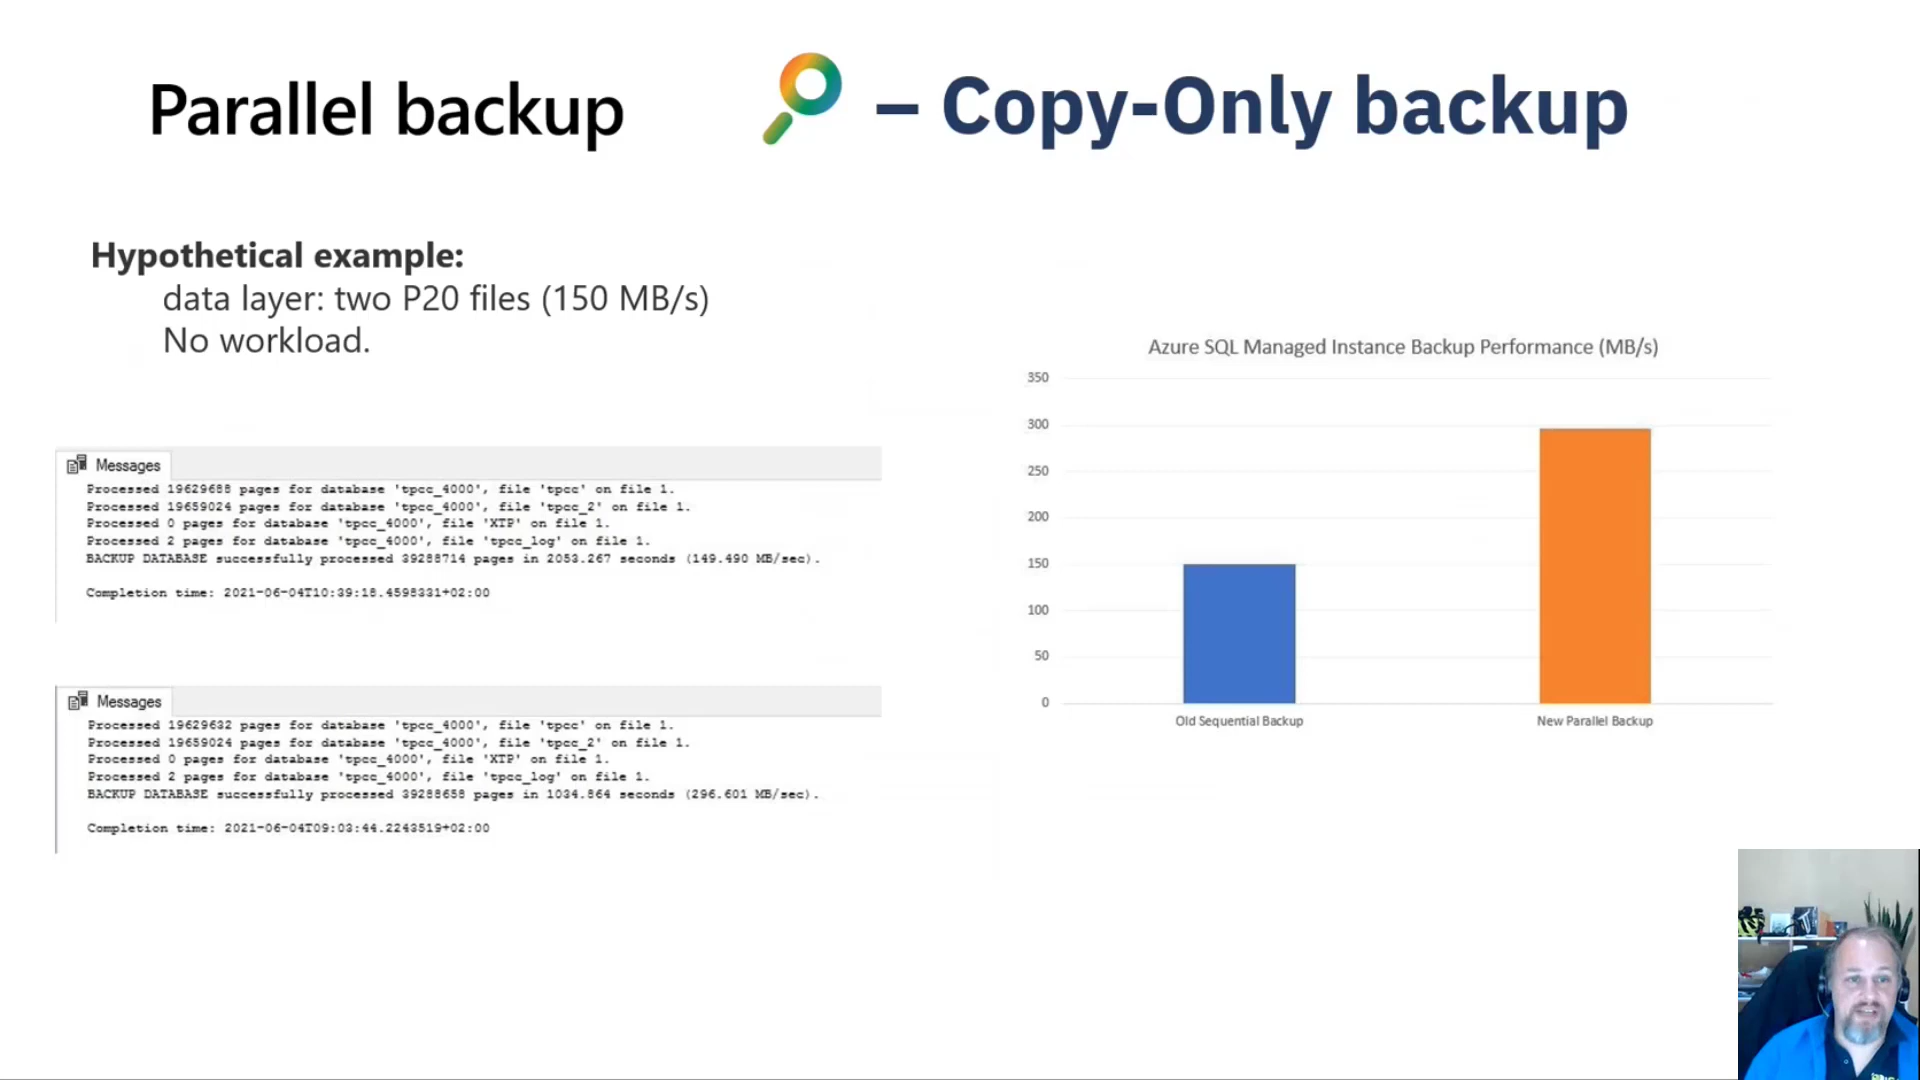 Parallel backup
– Copy-Only backup
Hypothetical example:
data layer: two P20 files (150 MB/s)
No workload.
Messages
Processed 19629688 pages for database 'tpcc_4000', file 'tpcc' on file 1.
Processed 19659024 pages for database 'tpcc_4000', file 'tpcc_2' on file 1.
Processed 0 pages for database 'tpcc_4000', file 'XTP' on file 1.
Processed 2 pages for database 'tpcc_4000', file 'tpcc_log' on file 1.
BACKUP DATABASE successfully processed 39288714 pages in 2053.267 seconds (149.490 MB/sec).
Completion time: 2021-06-04T10:39:18.4598331+02:00
Messages
Processed 19629632 pages for database 'tpcc_4000', file 'tpcc' on file 1.
Processed 19659024 pages for database 'tpcc_4000', file 'tpcc_2' on file 1.
Processed 0 pages for database 'tpcc_4000', file 'XTP' on file 1.
Processed 2 pages for database 'tpcc_4000', file 'tpcc_log' on file 1.
BACKUP DATABASE successfully processed 39288658 pages in 1034.864 seconds (296.601 MB/sec).
Completion time: 2021-06-04T09:03:44.2243519+02:00
Azure SQL Managed Instance Backup Performance (MB/s)
350
300
250
200
150
100
50
0
Old Sequential Backup
New Parallel Backup